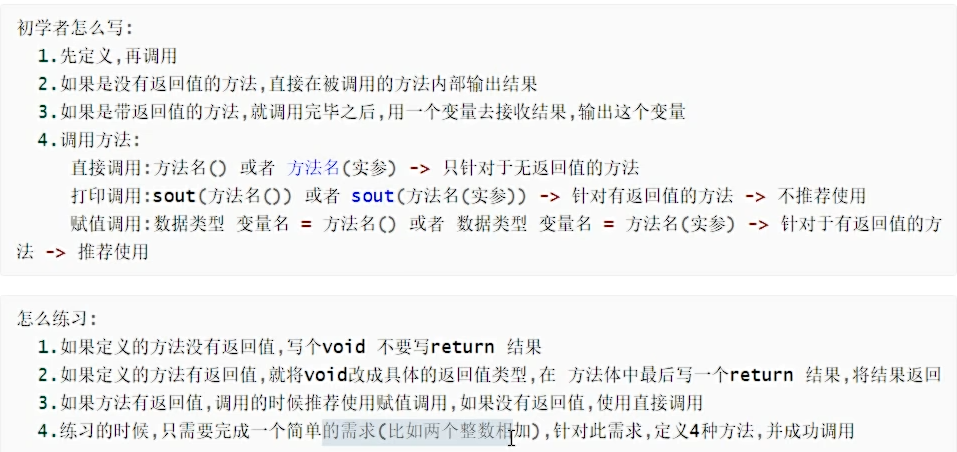 初学者怎么写:
1.先定义,再调用
2.如果是没有返回值的方法,直接在被调用的方法内部输出结果
3.如果是带返回值的方法,就调用完毕之后,用一个变量去接收结果,输出这个变量
4.调用方法:
直接调用:方法名() 或者 方法名(实参) -> 只针对于无返回值的方法
打印调用:sout(方法名()) 或者 sout(方法名(实参)) -> 针对有返回值的方法 -> 不推荐使用
赋值调用:数据类型 变量名 = 方法名() 或者 数据类型 变量名 = 方法名(实参) -> 针对于有返回值的方
法 -> 推荐使用
怎么练习:
1.如果定义的方法没有返回值,写个void 不要写return 结果
2.如果定义的方法有返回值,就将void改成具体的返回值类型,在 方法体中最后写一个return 结果,将结果返回
3.如果方法有返回值,调用的时候推荐使用赋值调用,如果没有返回值,使用直接调用
4.练习的时候,只需要完成一个简单的需求(比如两个整数相加),针对此需求,定义4种方法,并成功调用